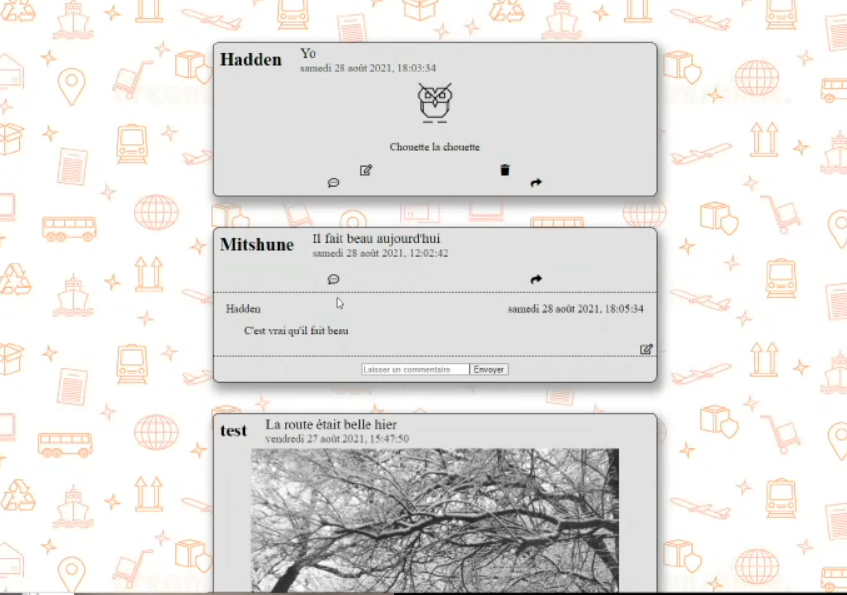 Hadden
Yo
samedi 28 août 2021, 18:03:34
Chouette la chouette
Mitshune
Il fait beau aujourd'hui
samedi 28 août 2021, 12:02:42
Hadden
samedi 28 août 2021, 18:05:34
C'est vrai qu'il fait beau
Laisser un commentaire
Envoyer
test
La route était belle hier
vendredi 27 août 2021, 15:47:50